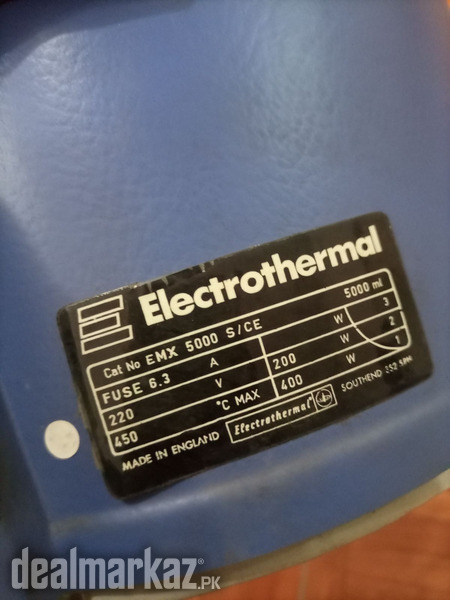 Electrothermal
Cat No EMX 5000 S/CE 5000 ml
FUSE 6.3 A W 3
220 V 200 W 2
450 °C MAX 400 W 1
MADE IN ENGLAND Electrothermal SOUTHEND
dealmarkaz®.PK